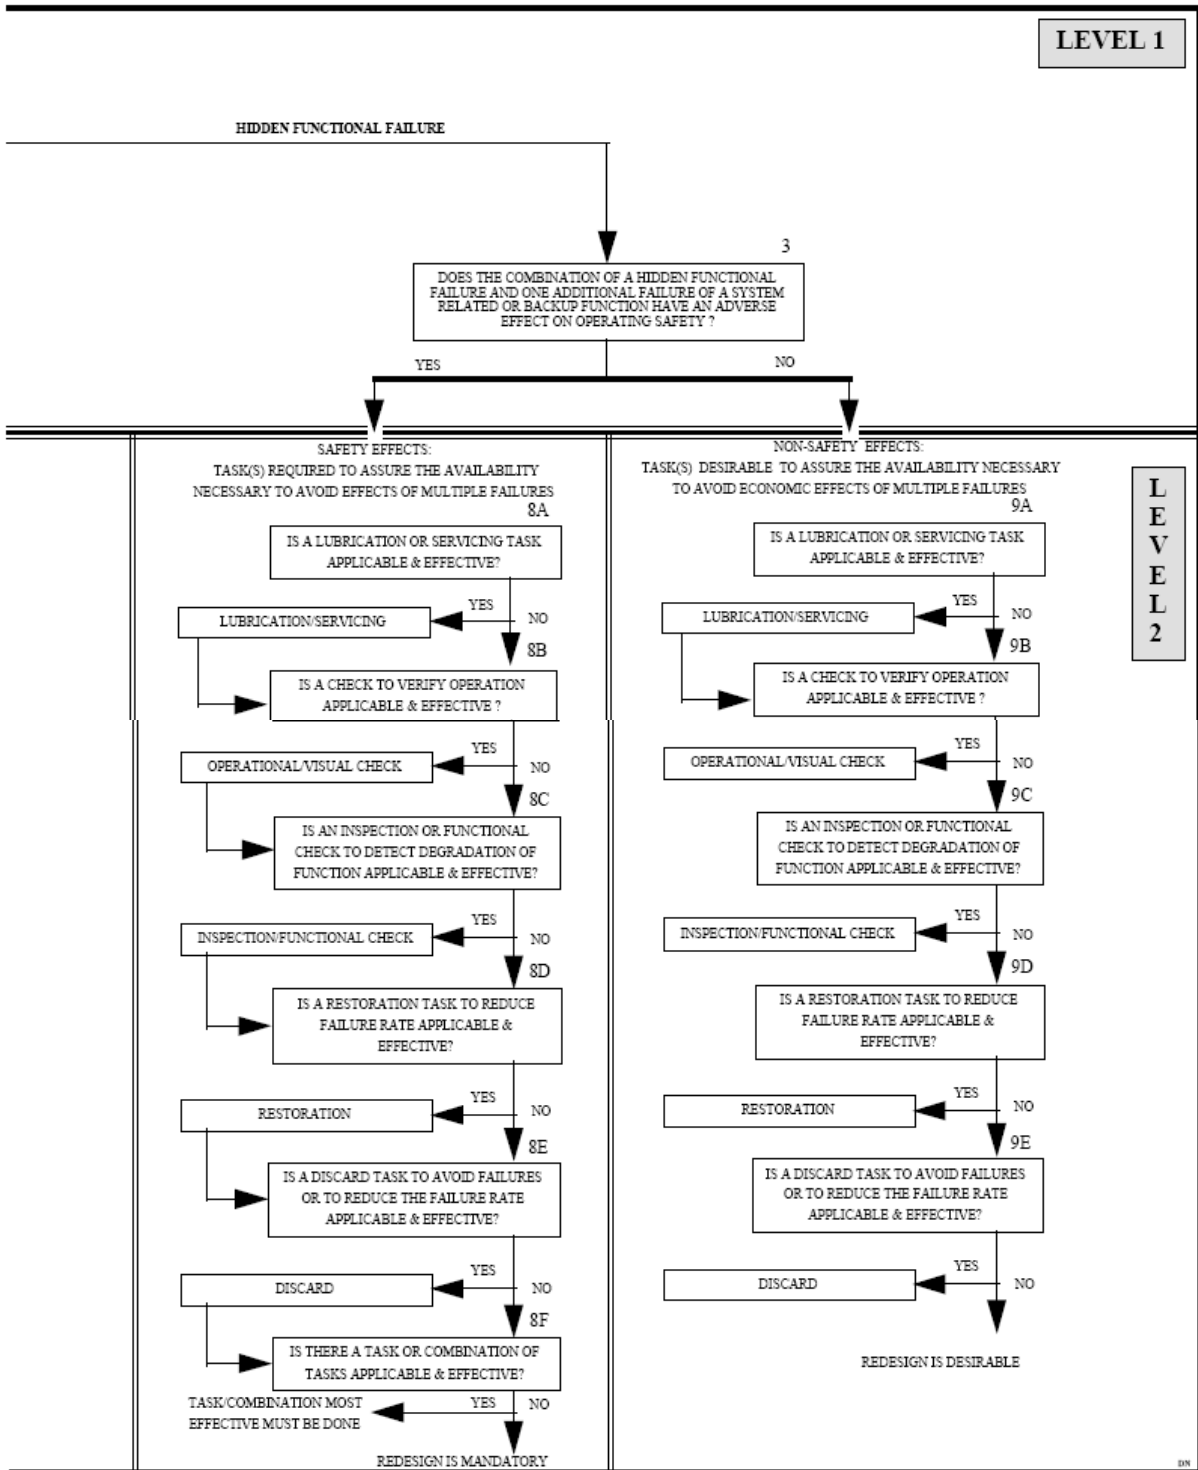 LEVEL 1
HIDDEN FUNCTIONAL FAILURE
3
DOES THE COMBINATION OF A HIDDEN FUNCTIONAL
FAILURE AND ONE ADDITIONAL FAILURE OF A SYSTEM
RELATED OR BACKUP FUNCTION HAVE AN ADVERSE
EFFECT ON OPERATING SAFETY ?
YES
NO
SAFETY EFFECTS:
TASK(S) REQUIRED TO ASSURE THE AVAILABILITY
NECESSARY TO AVOID EFFECTS OF MULTIPLE FAILURES
8A
IS A LUBRICATION OR SERVICING TASK
APPLICABLE & EFFECTIVE?
YES
NO
LUBRICATION/SERVICING
8B
IS A CHECK TO VERIFY OPERATION
APPLICABLE & EFFECTIVE ?
YES
NO
OPERATIONAL/VISUAL CHECK
8C
IS AN INSPECTION OR FUNCTIONAL
CHECK TO DETECT DEGRADATION OF
FUNCTION APPLICABLE & EFFECTIVE?
YES
NO
INSPECTION/FUNCTIONAL CHECK
8D
IS A RESTORATION TASK TO REDUCE
FAILURE RATE APPLICABLE &
EFFECTIVE?
YES
NO
RESTORATION
8E
IS A DISCARD TASK TO AVOID FAILURES
OR TO REDUCE THE FAILURE RATE
APPLICABLE & EFFECTIVE?
YES
NO
DISCARD
8F
IS THERE A TASK OR COMBINATION OF
TASKS APPLICABLE & EFFECTIVE?
YES
NO
TASK/COMBINATION MOST
EFFECTIVE MUST BE DONE
REDESIGN IS MANDATORY
NON-SAFETY EFFECTS:
TASK(S) DESIRABLE TO ASSURE THE AVAILABILITY NECESSARY
TO AVOID ECONOMIC EFFECTS OF MULTIPLE FAILURES
9A
IS A LUBRICATION OR SERVICING TASK
APPLICABLE & EFFECTIVE?
YES
NO
LUBRICATION/SERVICING
9B
IS A CHECK TO VERIFY OPERATION
APPLICABLE & EFFECTIVE ?
YES
NO
OPERATIONAL/VISUAL CHECK
9C
IS AN INSPECTION OR FUNCTIONAL
CHECK TO DETECT DEGRADATION OF
FUNCTION APPLICABLE & EFFECTIVE?
YES
NO
INSPECTION/FUNCTIONAL CHECK
9D
IS A RESTORATION TASK TO REDUCE
FAILURE RATE APPLICABLE &
EFFECTIVE?
YES
NO
RESTORATION
9E
IS A DISCARD TASK TO AVOID FAILURES
OR TO REDUCE THE FAILURE RATE
APPLICABLE & EFFECTIVE?
YES
NO
DISCARD
REDESIGN IS DESIRABLE
L
E
V
E
L
2
DN